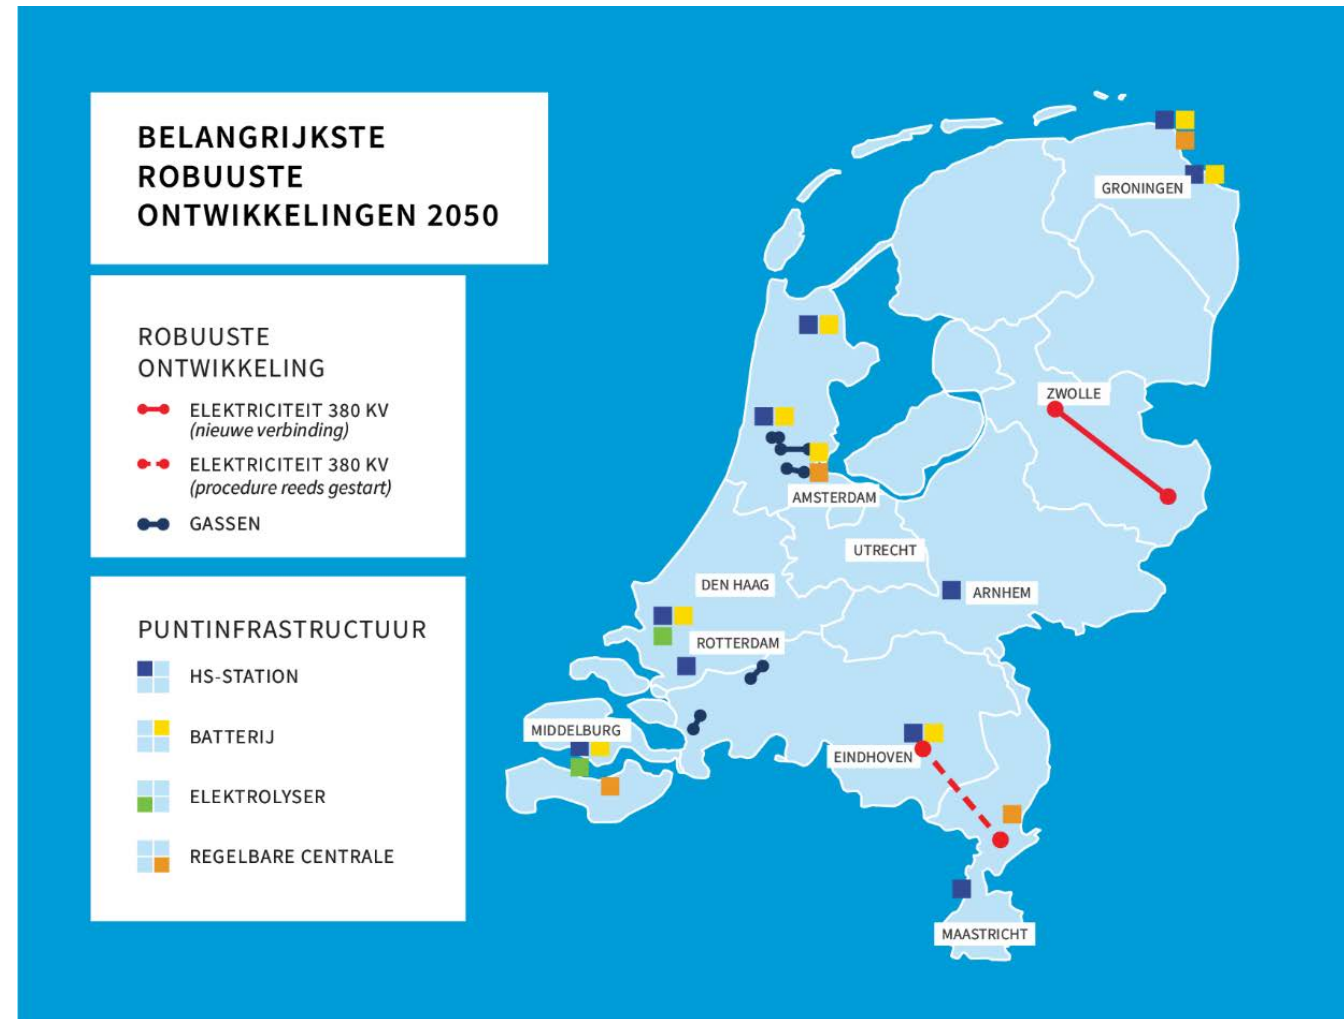 BELANGRIJKSTE
ROBUUSTE
ONTWIKKELINGEN 2050
ROBUUSTE
ONTWIKKELING
ELEKTRICITEIT 380 KV
(nieuwe verbinding)
ELEKTRICITEIT 380 KV
(procedure reeds gestart)
GASSEN
PUNTINFRASTRUCTUUR
HS-STATION
BATTERIJ
ELEKTROLYSER
REGELBARE CENTRALE
GRONINGEN
ZWOLLE
AMSTERDAM
UTRECHT
DEN HAAG
ARNHEM
ROTTERDAM
MIDDELBURG
EINDHOVEN
MAASTRICHT